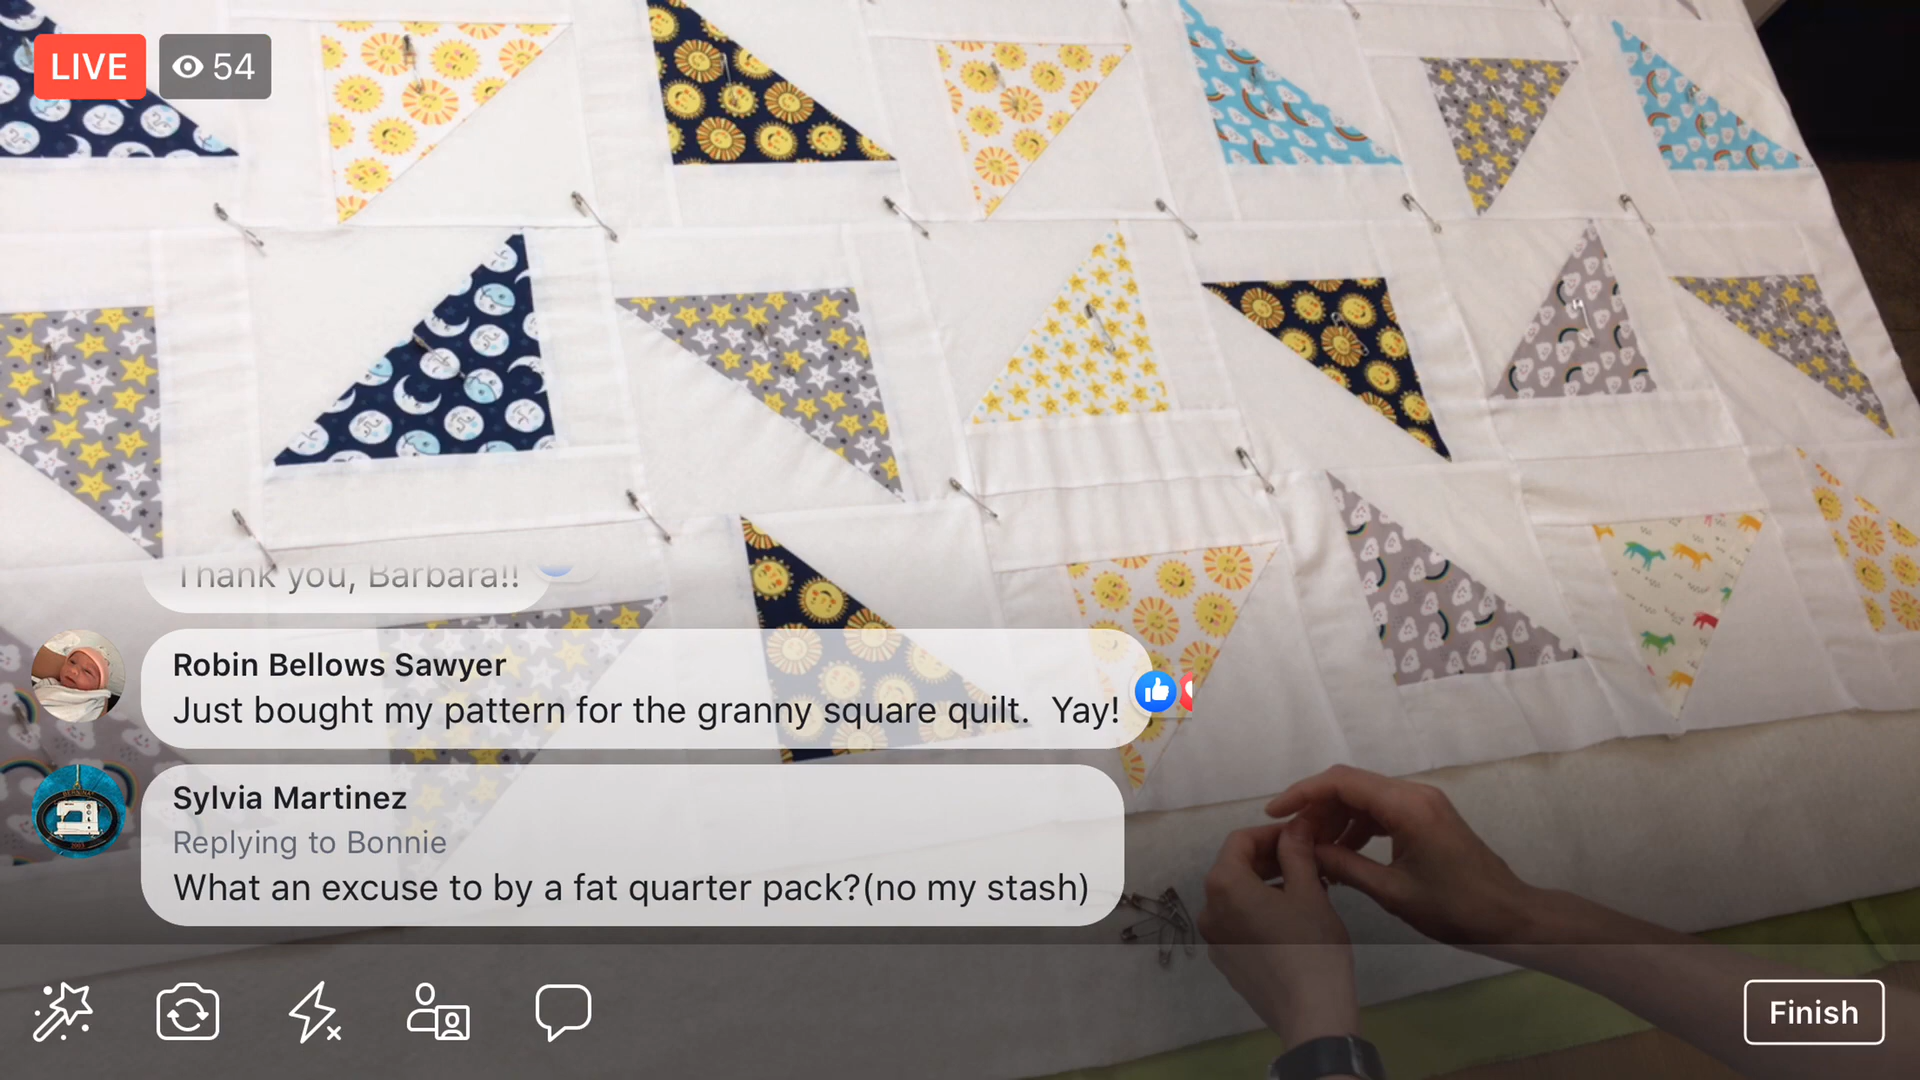 LIVE
54
Thank you, Barbara!!
Robin Bellows Sawyer
Just bought my pattern for the granny square quilt. Yay!
Sylvia Martinez
Replying to Bonnie
What an excuse to by a fat quarter pack?(no my stash)
Finish